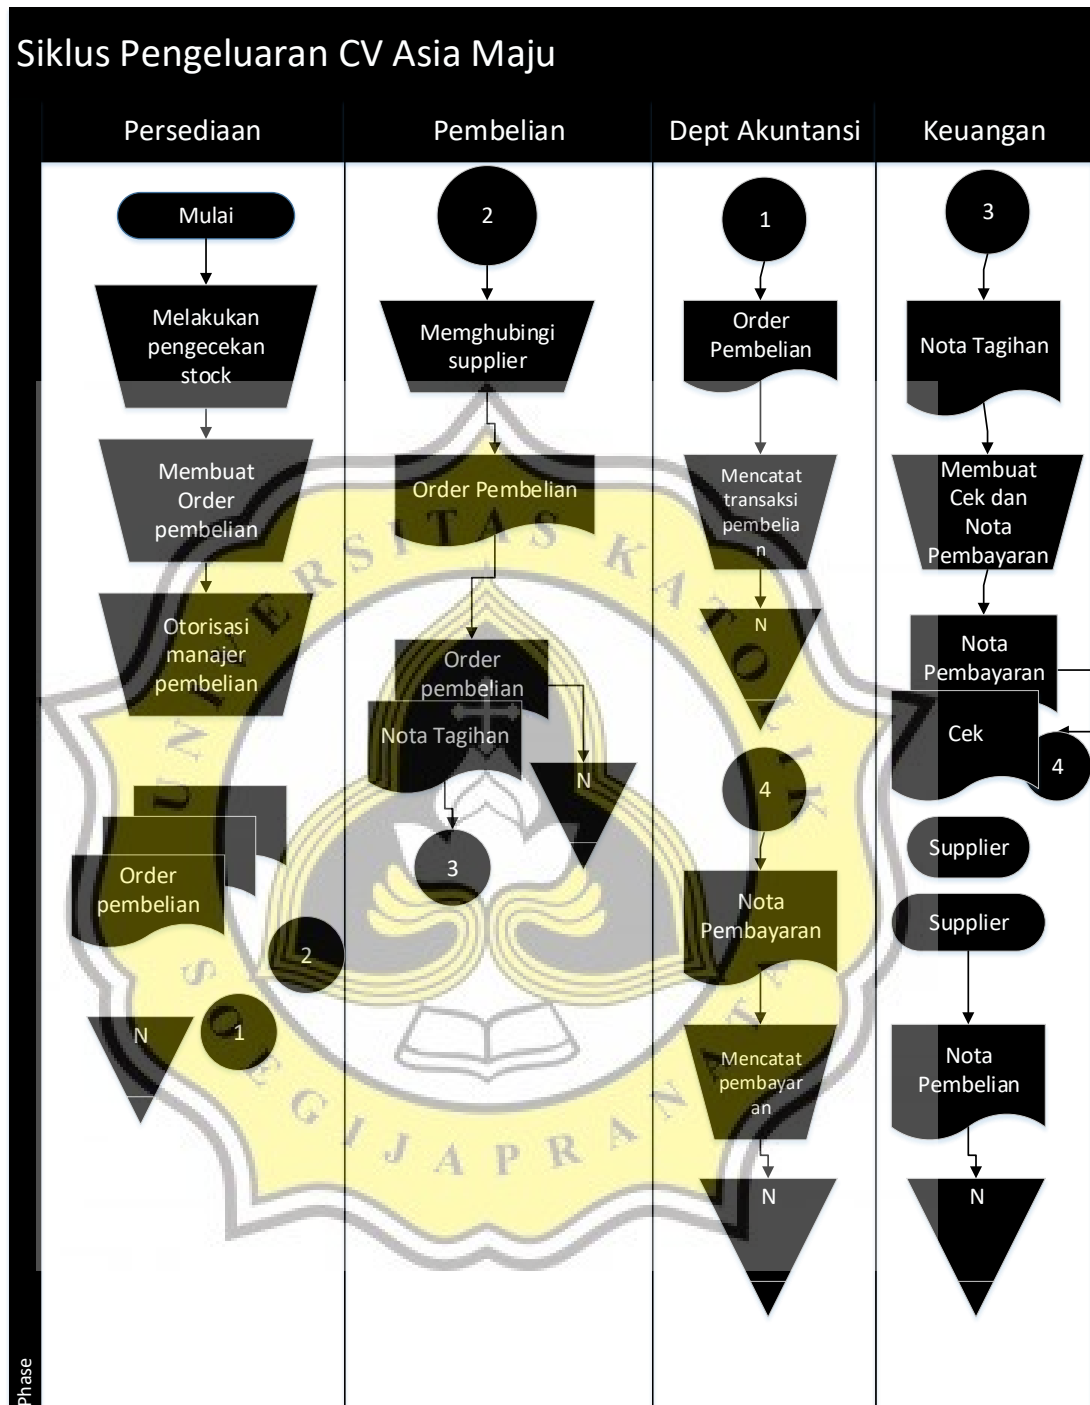 Siklus Pengeluaran CV Asia Maju
Persediaan
Pembelian
Dept Akuntansi
Keuangan
Mulai
Melakukan
pengecekan
stock
Membuat
Order
pembelian
Otorisasi
manajer
pembelian
Order
pembelian
2
1
N
2
Memghubingi
supplier
Order Pembelian
Order
pembelian
Nota Tagihan
N
3
1
Order
Pembelian
Mencatat
transaksi
pembelia
n
N
4
Nota
Pembayaran
Mencatat
pembayar
an
N
3
Nota Tagihan
Membuat
Cek dan
Nota
Pembayaran
Nota
Pembayaran
Cek
4
Supplier
Supplier
Nota
Pembelian
N
Phase
UNIVERSITAS KATOLIK
SOEGIJAPRANATA